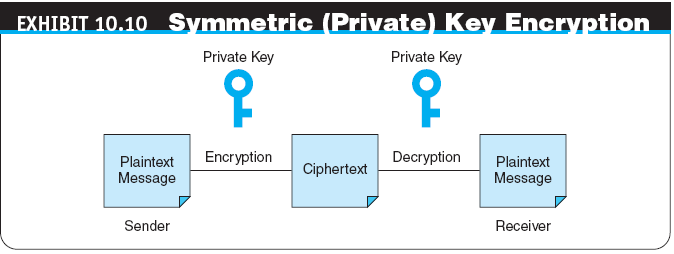 EXHIBIT 10.10 Symmetric (Private) Key Encryption
Private Key
Private Key
Plaintext
Message
Encryption
Ciphertext
Decryption
Plaintext
Message
Sender
Receiver